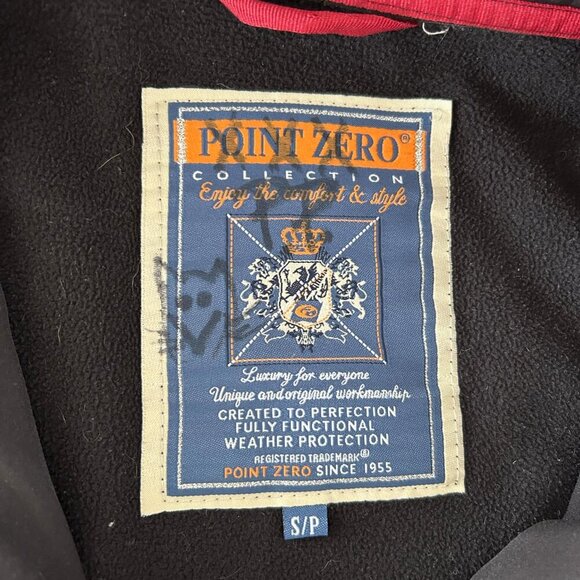 POINT ZERO®
COLLECTION
Enjoy the comfort & style
Luxury for everyone
Unique and original workmanship
CREATED TO PERFECTION
FULLY FUNCTIONAL
WEATHER PROTECTION
REGISTERED TRADEMARK®
POINT ZERO SINCE 1955
S/P